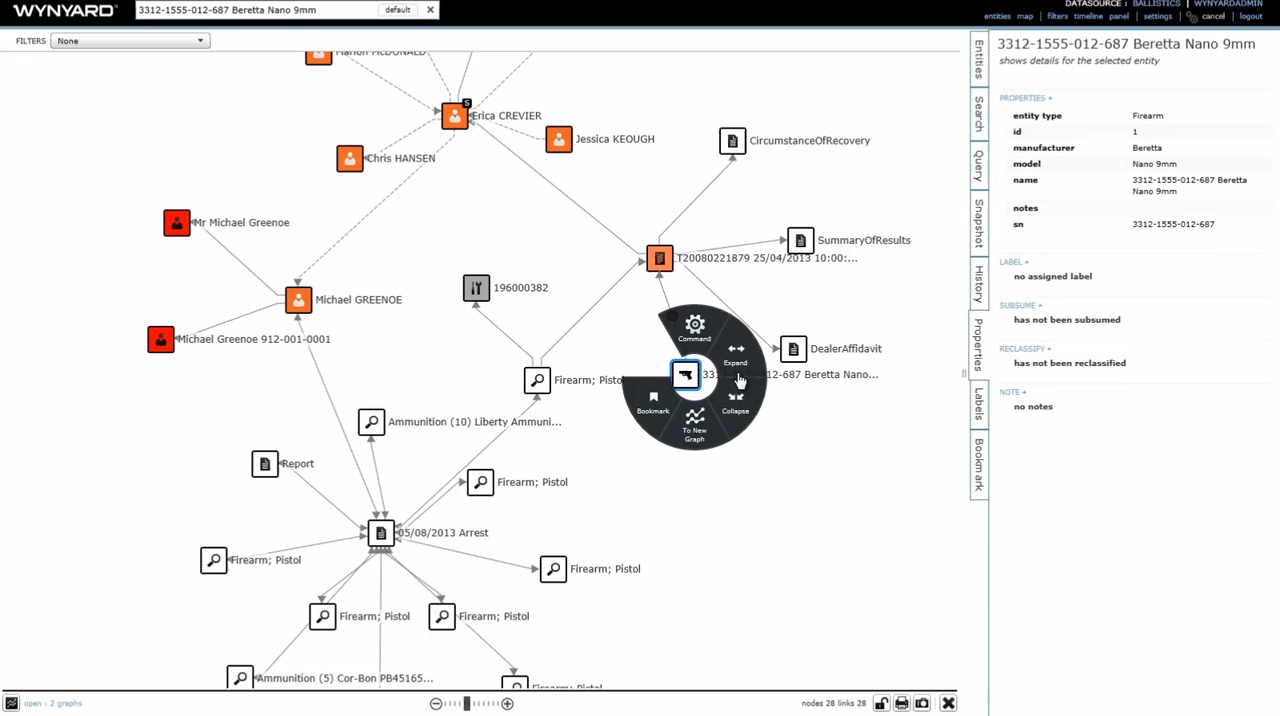 WYNYARD
3312-1555-012-687 Beretta Nano 9mm
default
DATASOURCE : BALLISTICS | WYNYARDADMIN
entities map filters timeline panel settings cancel logout
FILTERS
None
Marion McDONALD
Erica CREVIER
S
Jessica KEOUGH
CircumstanceOfRecovery
Chris HANSEN
Mr Michael Greenoe
SummaryOfResults
LT20080221879 25/04/2013 10:00:...
196000382
Michael GREENOE
Michael Greenoe 912-001-0001
Command
Expand
DealerAffidavit
Firearm; Pisto
012-687 Beretta Nano...
Bookmark
Collapse
To New
Graph
Ammunition (10) Liberty Ammuni...
Report
Firearm; Pistol
05/08/2013 Arrest
Firearm; Pistol
Firearm; Pistol
Firearm; Pistol
Firearm; Pistol
Ammunition (5) Cor-Bon PB45165...
Firearm; Pistol
open : 2 graphs
nodes 28 links 28
Entities
Search
Query
Snapshot
History
Properties
Labels
Bookmark
3312-1555-012-687 Beretta Nano 9mm
shows details for the selected entity
PROPERTIES
entity type Firearm
id 1
manufacturer Beretta
model Nano 9mm
name 3312-1555-012-687 Beretta
Nano 9mm
notes
sn 3312-1555-012-687
LABEL
no assigned label
SUBSUME
has not been subsumed
RECLASSIFY
has not been reclassified
NOTE
no notes